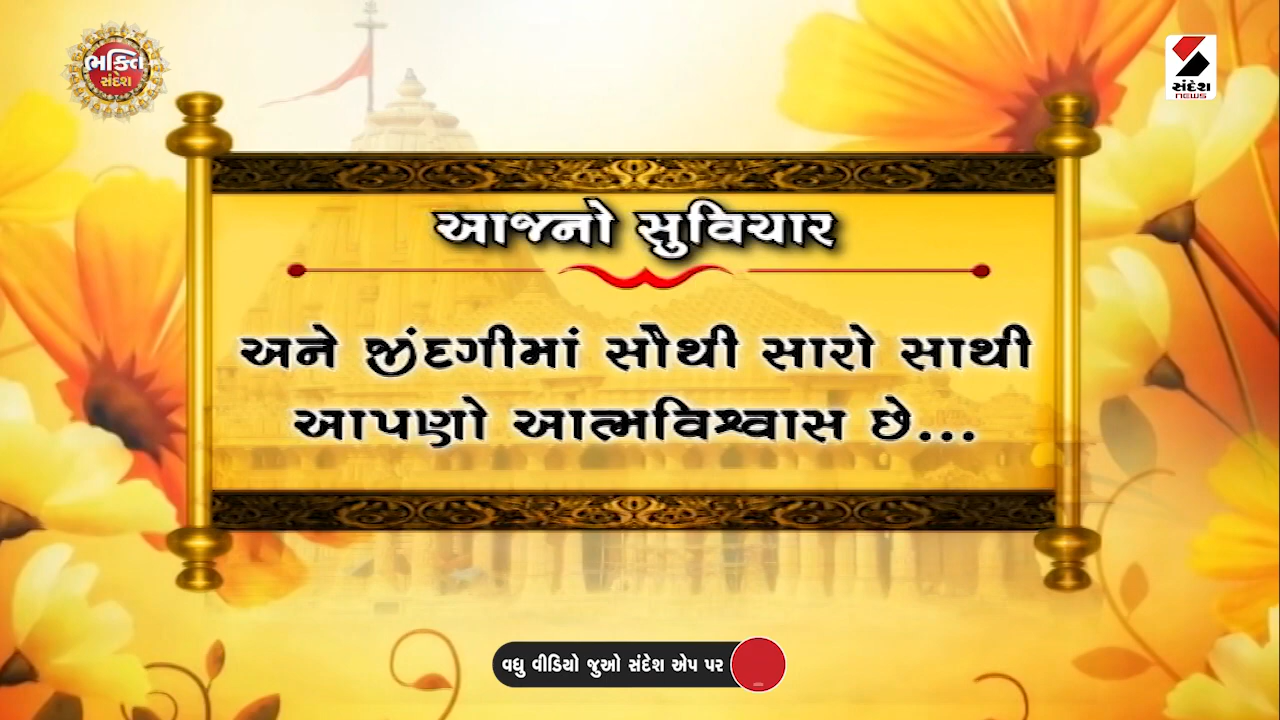 ભક્તિ
સંદેશ
સંદેશ
NEWS
આજનો સુવિચાર
અને જીંદગીમાં સૌથી સારો સાથી
આપણો આત્મવિશ્વાસ છે...
વધુ વીડિયો જુઓ સંદેશ એપ પર